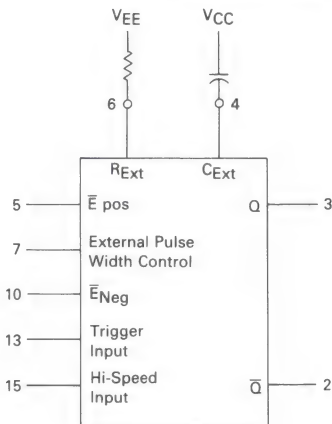 VEE VCC
6 4
RExt CExt
5 E̅ pos Q 3
7 External Pulse
Width Control
10 E̅Neg
13 Trigger
Input
15 Hi-Speed
Input Q̅ 2